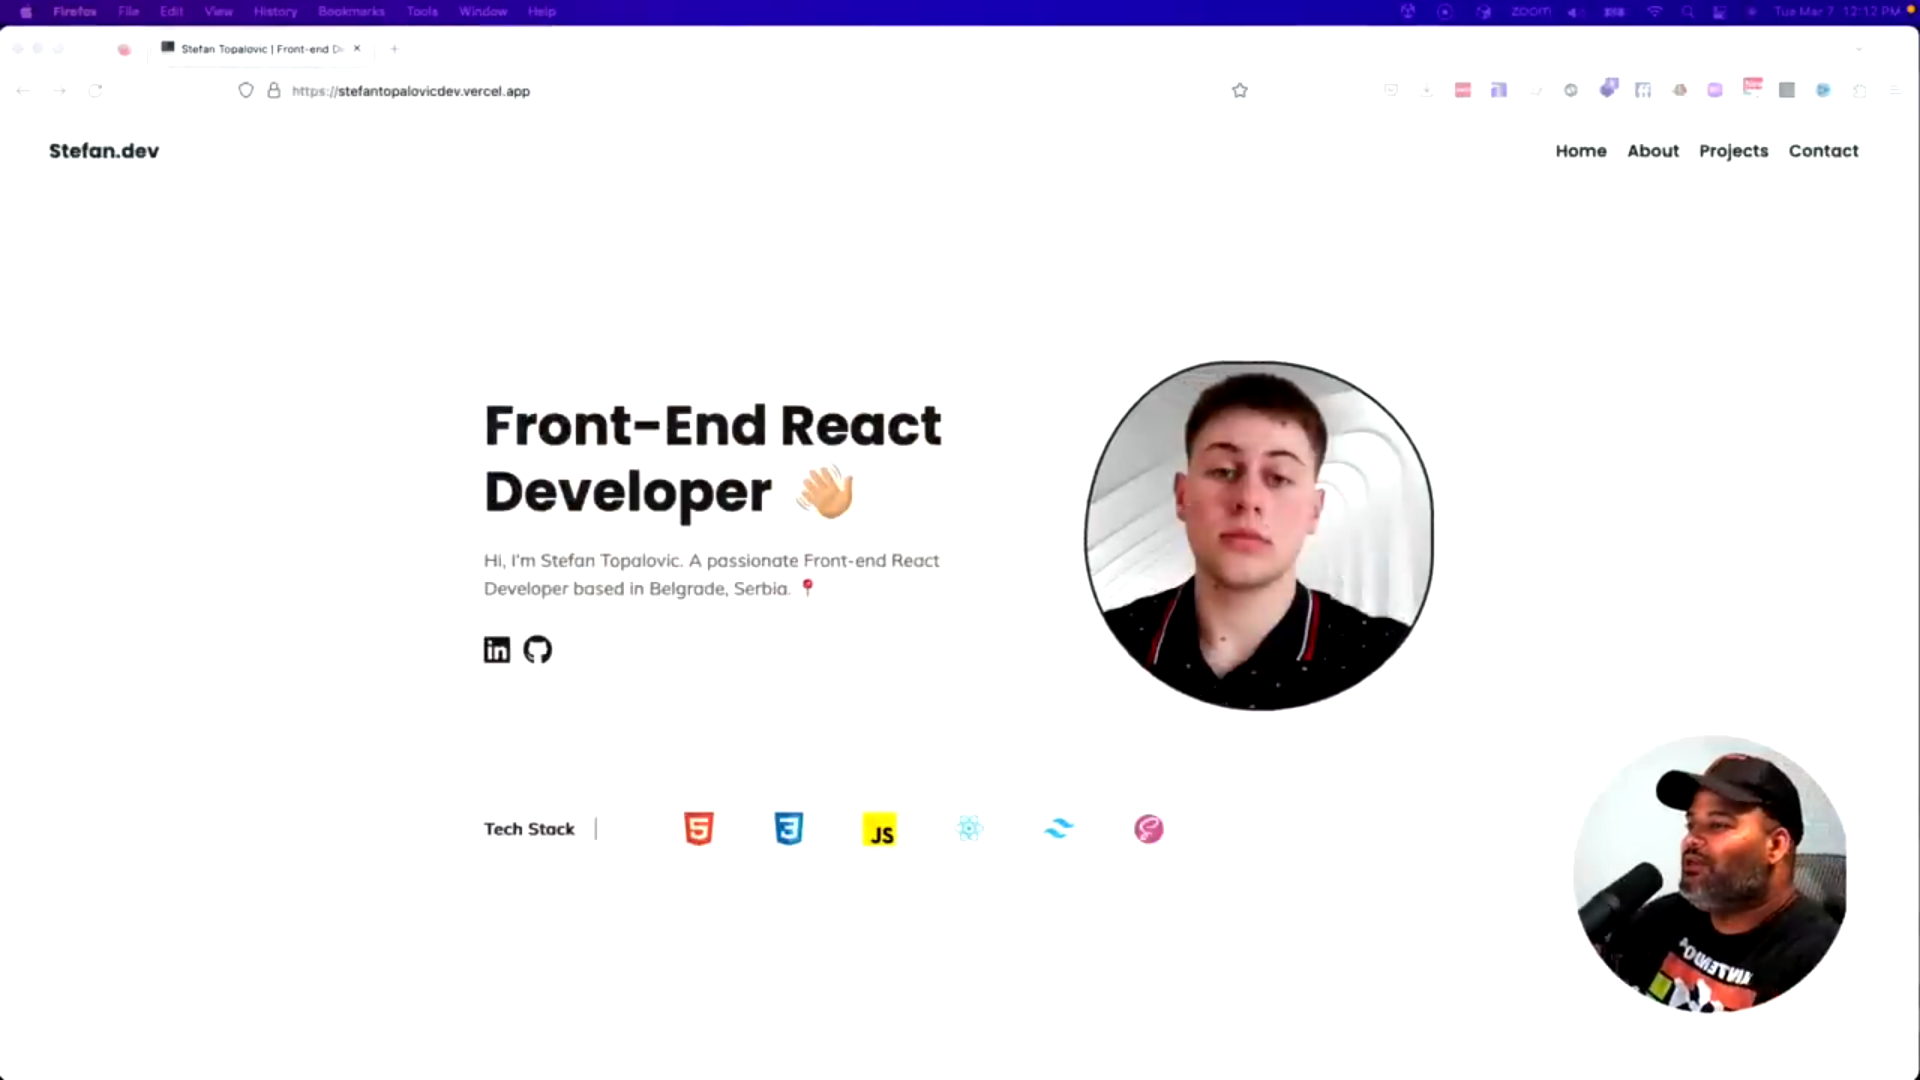 Firefox File Edit View History Bookmarks Tools Window Help
zoom
Tue Mar 7 12:12 PM
Stefan Topalovic | Front-end De
https://stefantopalovicdev.vercel.app
Stefan.dev
Home About Projects Contact
Front-End React
Developer 👋
Hi, I'm Stefan Topalovic. A passionate Front-end React
Developer based in Belgrade, Serbia. 📍
in
Tech Stack
5
3
JS